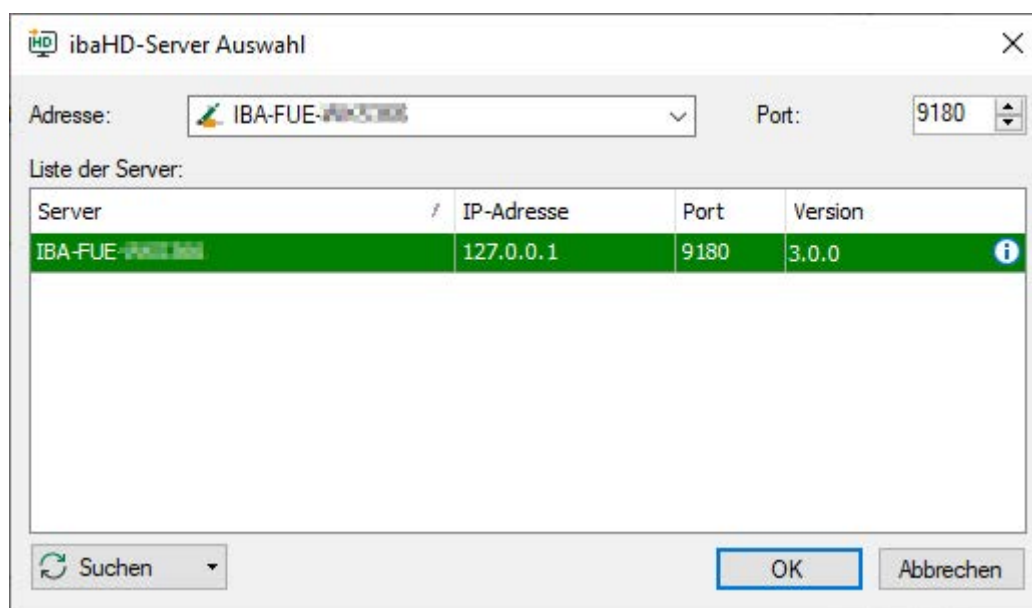 ibaHD-Server Auswahl
Adresse: IBA-FUE- Port: 9180
Liste der Server:
Server IP-Adresse Port Version
IBA-FUE- 127.0.0.1 9180 3.0.0
Suchen OK Abbrechen